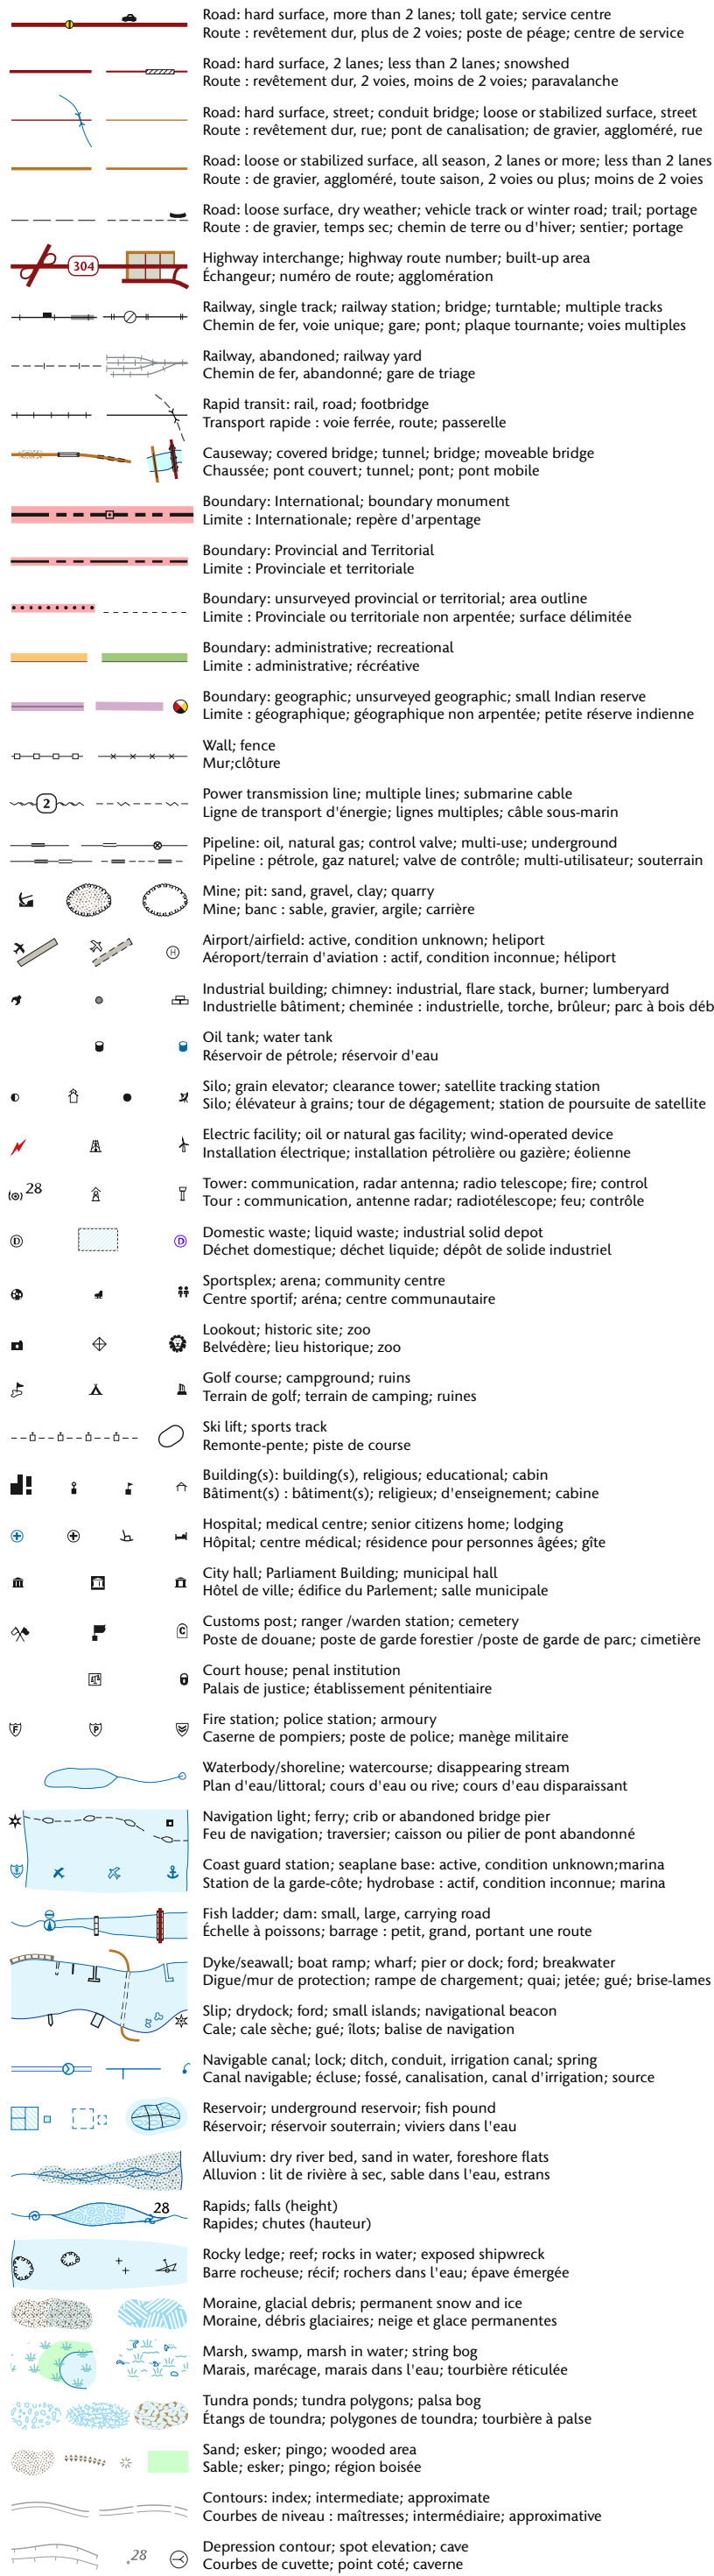 Road: hard surface, more than 2 lanes; toll gate; service centre
Route : revêtement dur, plus de 2 voies; poste de péage; centre de service
Road: hard surface, 2 lanes; less than 2 lanes; snowshed
Route : revêtement dur, 2 voies, moins de 2 voies; paravalanche
Road: hard surface, street; conduit bridge; loose or stabilized surface, street
Route : revêtement dur, rue; pont de canalisation; de gravier, aggloméré, rue
Road: loose or stabilized surface, all season, 2 lanes or more; less than 2 lanes
Route : de gravier, aggloméré, toute saison, 2 voies ou plus; moins de 2 voies
Road: loose surface, dry weather; vehicle track or winter road; trail; portage
Route : de gravier, temps sec; chemin de terre ou d'hiver; sentier; portage
304
Highway interchange; highway route number; built-up area
Échangeur; numéro de route; agglomération
Railway, single track; railway station; bridge; turntable; multiple tracks
Chemin de fer, voie unique; gare; pont; plaque tournante; voies multiples
Railway, abandoned; railway yard
Chemin de fer, abandonné; gare de triage
Rapid transit: rail, road; footbridge
Transport rapide : voie ferrée, route; passerelle
Causeway; covered bridge; tunnel; bridge; moveable bridge
Chaussée; pont couvert; tunnel; pont; pont mobile
Boundary: International; boundary monument
Limite : Internationale; repère d'arpentage
Boundary: Provincial and Territorial
Limite : Provinciale et territoriale
Boundary: unsurveyed provincial or territorial; area outline
Limite : Provinciale ou territoriale non arpentée; surface délimitée
Boundary: administrative; recreational
Limite : administrative; récréative
Boundary: geographic; unsurveyed geographic; small Indian reserve
Limite : géographique; géographique non arpentée; petite réserve indienne
Wall; fence
Mur;clôture
2
Power transmission line; multiple lines; submarine cable
Ligne de transport d'énergie; lignes multiples; câble sous-marin
Pipeline: oil, natural gas; control valve; multi-use; underground
Pipeline : pétrole, gaz naturel; valve de contrôle; multi-utilisateur; souterrain
Mine; pit: sand, gravel, clay; quarry
Mine; banc : sable, gravier, argile; carrière
H
Airport/airfield: active, condition unknown; heliport
Aéroport/terrain d'aviation : actif, condition inconnue; héliport
Industrial building; chimney: industrial, flare stack, burner; lumberyard
Industrielle bâtiment; cheminée : industrielle, torche, brûleur; parc à bois déb
Oil tank; water tank
Réservoir de pétrole; réservoir d'eau
Silo; grain elevator; clearance tower; satellite tracking station
Silo; élévateur à grains; tour de dégagement; station de poursuite de satellite
Electric facility; oil or natural gas facility; wind-operated device
Installation électrique; installation pétrolière ou gazière; éolienne
28
Tower: communication, radar antenna; radio telescope; fire; control
Tour : communication, antenne radar; radiotélescope; feu; contrôle
D D
Domestic waste; liquid waste; industrial solid depot
Déchet domestique; déchet liquide; dépôt de solide industriel
Sportsplex; arena; community centre
Centre sportif; aréna; centre communautaire
Lookout; historic site; zoo
Belvédère; lieu historique; zoo
Golf course; campground; ruins
Terrain de golf; terrain de camping; ruines
Ski lift; sports track
Remonte-pente; piste de course
Building(s): building(s), religious; educational; cabin
Bâtiment(s) : bâtiment(s); religieux; d'enseignement; cabine
Hospital; medical centre; senior citizens home; lodging
Hôpital; centre médical; résidence pour personnes âgées; gîte
City hall; Parliament Building; municipal hall
Hôtel de ville; édifice du Parlement; salle municipale
C
Customs post; ranger /warden station; cemetery
Poste de douane; poste de garde forestier /poste de garde de parc; cimetière
Court house; penal institution
Palais de justice; établissement pénitentiaire
F P
Fire station; police station; armoury
Caserne de pompiers; poste de police; manège militaire
Waterbody/shoreline; watercourse; disappearing stream
Plan d'eau/littoral; cours d'eau ou rive; cours d'eau disparaissant
Navigation light; ferry; crib or abandoned bridge pier
Feu de navigation; traversier; caisson ou pilier de pont abandonné
Coast guard station; seaplane base: active, condition unknown;marina
Station de la garde-côte; hydrobase : actif, condition inconnue; marina
Fish ladder; dam: small, large, carrying road
Échelle à poissons; barrage : petit, grand, portant une route
Dyke/seawall; boat ramp; wharf; pier or dock; ford; breakwater
Digue/mur de protection; rampe de chargement; quai; jetée; gué; brise-lames
Slip; drydock; ford; small islands; navigational beacon
Cale; cale sèche; gué; îlots; balise de navigation
Navigable canal; lock; ditch, conduit, irrigation canal; spring
Canal navigable; écluse; fossé, canalisation, canal d'irrigation; source
Reservoir; underground reservoir; fish pound
Réservoir; réservoir souterrain; viviers dans l'eau
Alluvium: dry river bed, sand in water, foreshore flats
Alluvion : lit de rivière à sec, sable dans l'eau, estrans
28
Rapids; falls (height)
Rapides; chutes (hauteur)
Rocky ledge; reef; rocks in water; exposed shipwreck
Barre rocheuse; récif; rochers dans l'eau; épave émergée
Moraine, glacial debris; permanent snow and ice
Moraine, débris glaciaires; neige et glace permanentes
Marsh, swamp, marsh in water; string bog
Marais, marécage, marais dans l'eau; tourbière réticulée
Tundra ponds; tundra polygons; palsa bog
Étangs de toundra; polygones de toundra; tourbière à palse
Sand; esker; pingo; wooded area
Sable; esker; pingo; région boisée
Contours: index; intermediate; approximate
Courbes de niveau : maîtresses; intermédiaire; approximative
28
Depression contour; spot elevation; cave
Courbes de cuvette; point coté; caverne